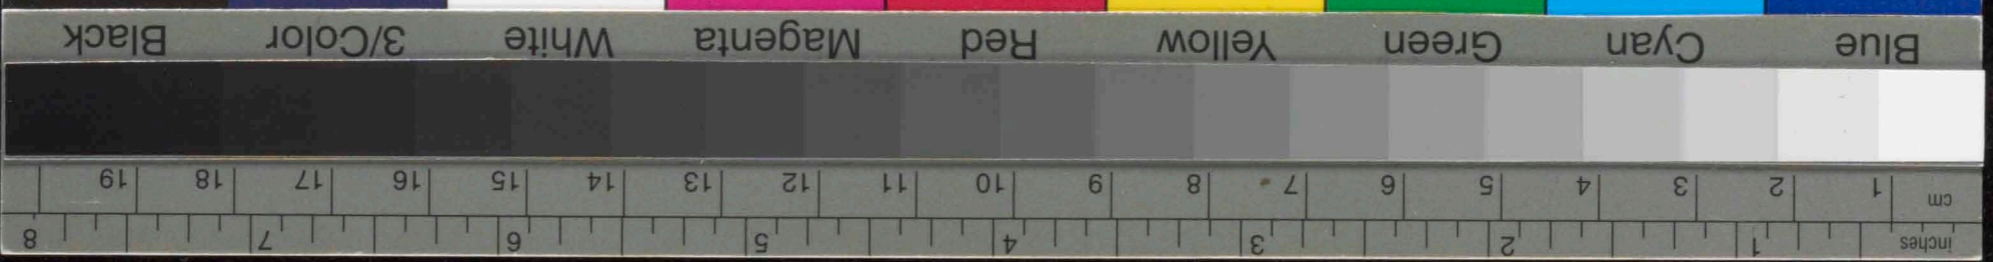 inches 1 2 3 4 5 6 7 8
cm 1 2 3 4 5 6 7 8 9 10 11 12 13 14 15 16 17 18 19
Blue Cyan Green Yellow Red Magenta White 3/Color Black